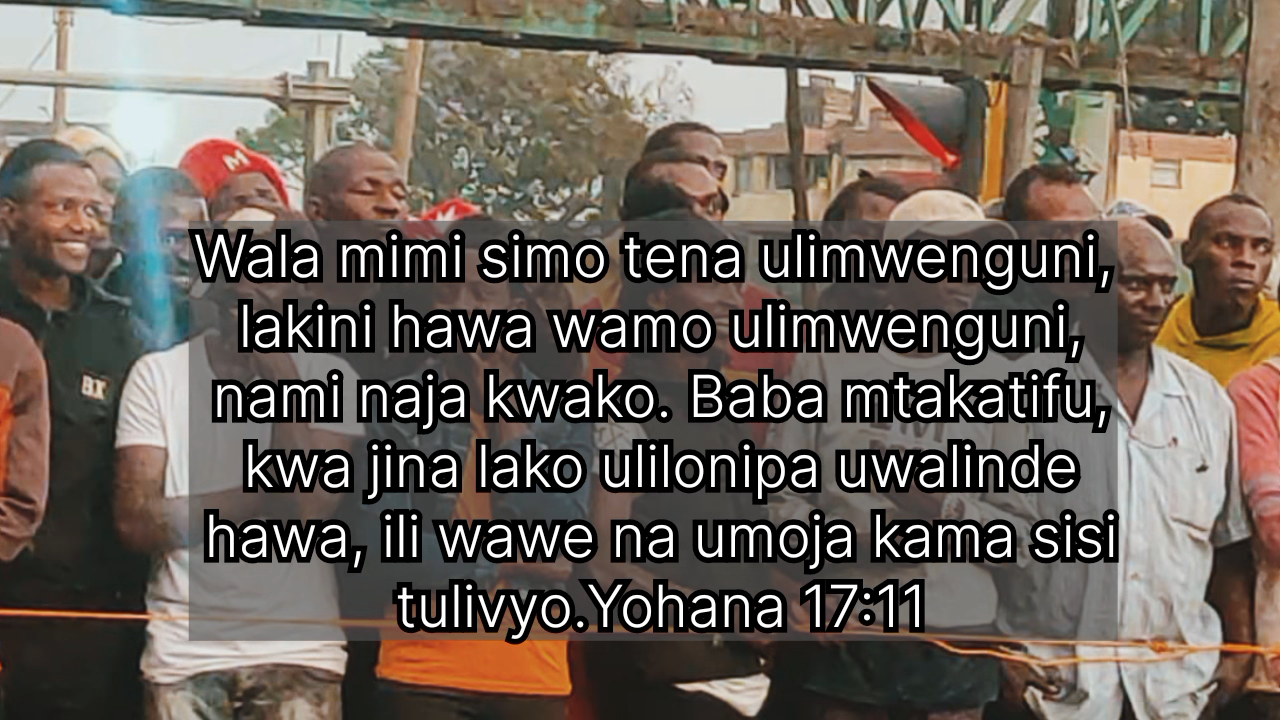 M
BX
Wala mimi simo tena ulimwenguni,
lakini hawa wamo ulimwenguni,
nami naja kwako. Baba mtakatifu,
kwa jina lako ulilonipa uwalinde
hawa, ili wawe na umoja kama sisi
tulivyo.Yohana 17:11